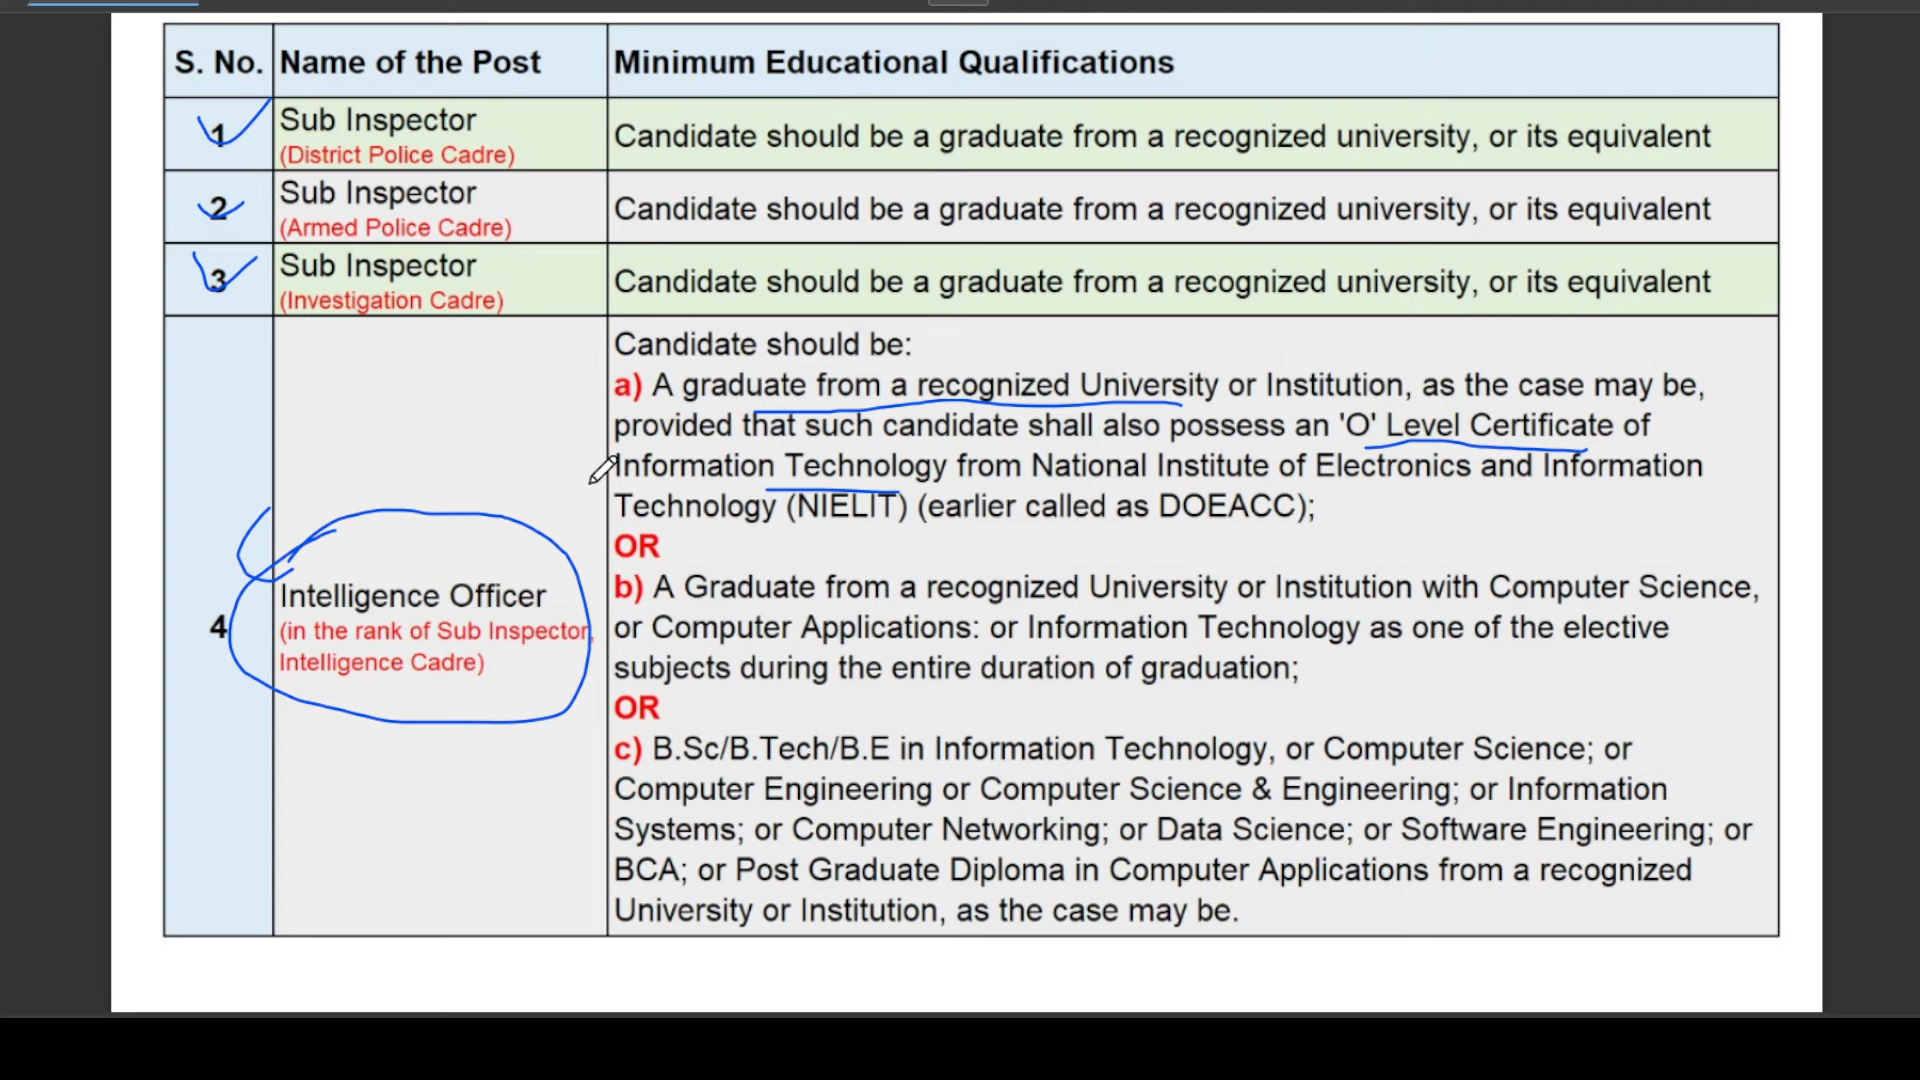 S. No. Name of the Post Minimum Educational Qualifications
1 Sub Inspector
(District Police Cadre)
Candidate should be a graduate from a recognized university, or its equivalent
2 Sub Inspector
(Armed Police Cadre)
Candidate should be a graduate from a recognized university, or its equivalent
3 Sub Inspector
(Investigation Cadre)
Candidate should be a graduate from a recognized university, or its equivalent
4 Intelligence Officer
(in the rank of Sub Inspector,
Intelligence Cadre)
Candidate should be:
a) A graduate from a recognized University or Institution, as the case may be,
provided that such candidate shall also possess an 'O' Level Certificate of
Information Technology from National Institute of Electronics and Information
Technology (NIELIT) (earlier called as DOEACC);
OR
b) A Graduate from a recognized University or Institution with Computer Science,
or Computer Applications: or Information Technology as one of the elective
subjects during the entire duration of graduation;
OR
c) B.Sc/B.Tech/B.E in Information Technology, or Computer Science; or
Computer Engineering or Computer Science & Engineering; or Information
Systems; or Computer Networking; or Data Science; or Software Engineering; or
BCA; or Post Graduate Diploma in Computer Applications from a recognized
University or Institution, as the case may be.